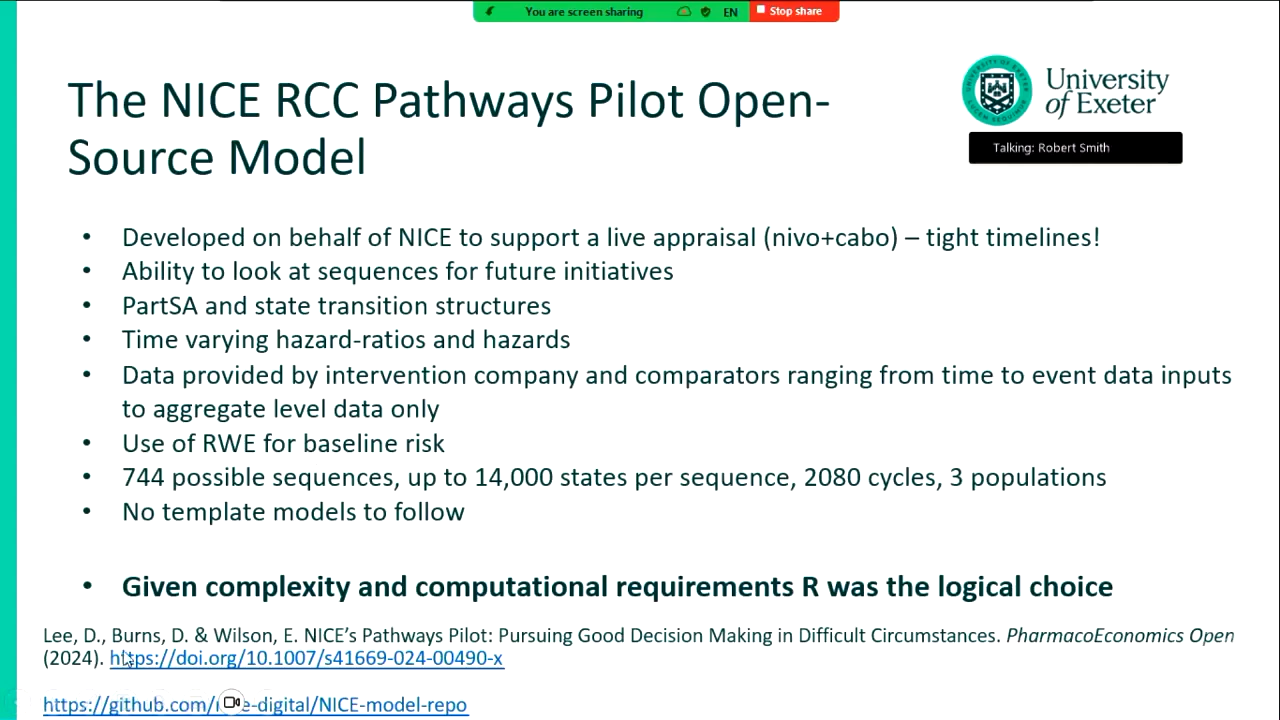 You are screen sharing EN Stop share
The NICE RCC Pathways Pilot Open-
Source Model
University
of Exeter
Talking: Robert Smith
• Developed on behalf of NICE to support a live appraisal (nivo+cabo) – tight timelines!
• Ability to look at sequences for future initiatives
• PartSA and state transition structures
• Time varying hazard-ratios and hazards
• Data provided by intervention company and comparators ranging from time to event data inputs
to aggregate level data only
• Use of RWE for baseline risk
• 744 possible sequences, up to 14,000 states per sequence, 2080 cycles, 3 populations
• No template models to follow
• Given complexity and computational requirements R was the logical choice
Lee, D., Burns, D. & Wilson, E. NICE’s Pathways Pilot: Pursuing Good Decision Making in Difficult Circumstances. PharmacoEconomics Open
(2024). https://doi.org/10.1007/s41669-024-00490-x
https://github.com/ e-digital/NICE-model-repo